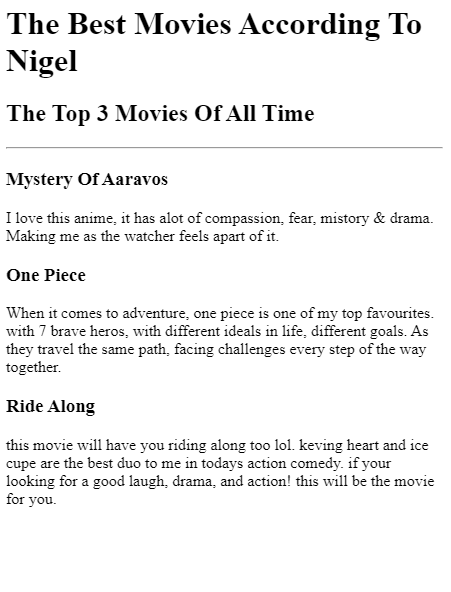 The Best Movies According To
Nigel
The Top 3 Movies Of All Time
Mystery Of Aaravos
I love this anime, it has alot of compassion, fear, mistory & drama.
Making me as the watcher feels apart of it.
One Piece
When it comes to adventure, one piece is one of my top favourites.
with 7 brave heros, with different ideals in life, different goals. As
they travel the same path, facing challenges every step of the way
together.
Ride Along
this movie will have you riding along too lol. keving heart and ice
cupe are the best duo to me in todays action comedy. if your
looking for a good laugh, drama, and action! this will be the movie
for you.